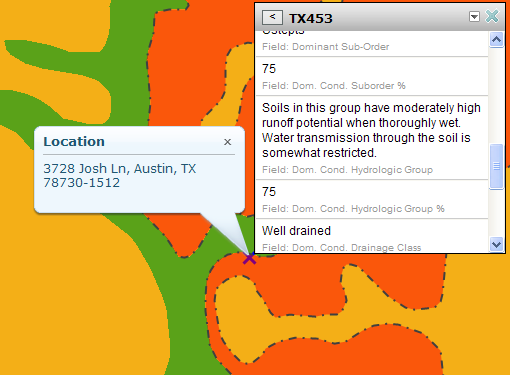 < TX453
Ustepts
Field: Dominant Sub-Order
75
Field: Dom. Cond. Suborder %
Soils in this group have moderately high
runoff potential when thoroughly wet.
Water transmission through the soil is
somewhat restricted.
Field: Dom. Cond. Hydrologic Group
75
Field: Dom. Cond. Hydrologic Group %
Well drained
Field: Dom. Cond. Drainage Class
Location ×
3728 Josh Ln, Austin, TX
78730-1512